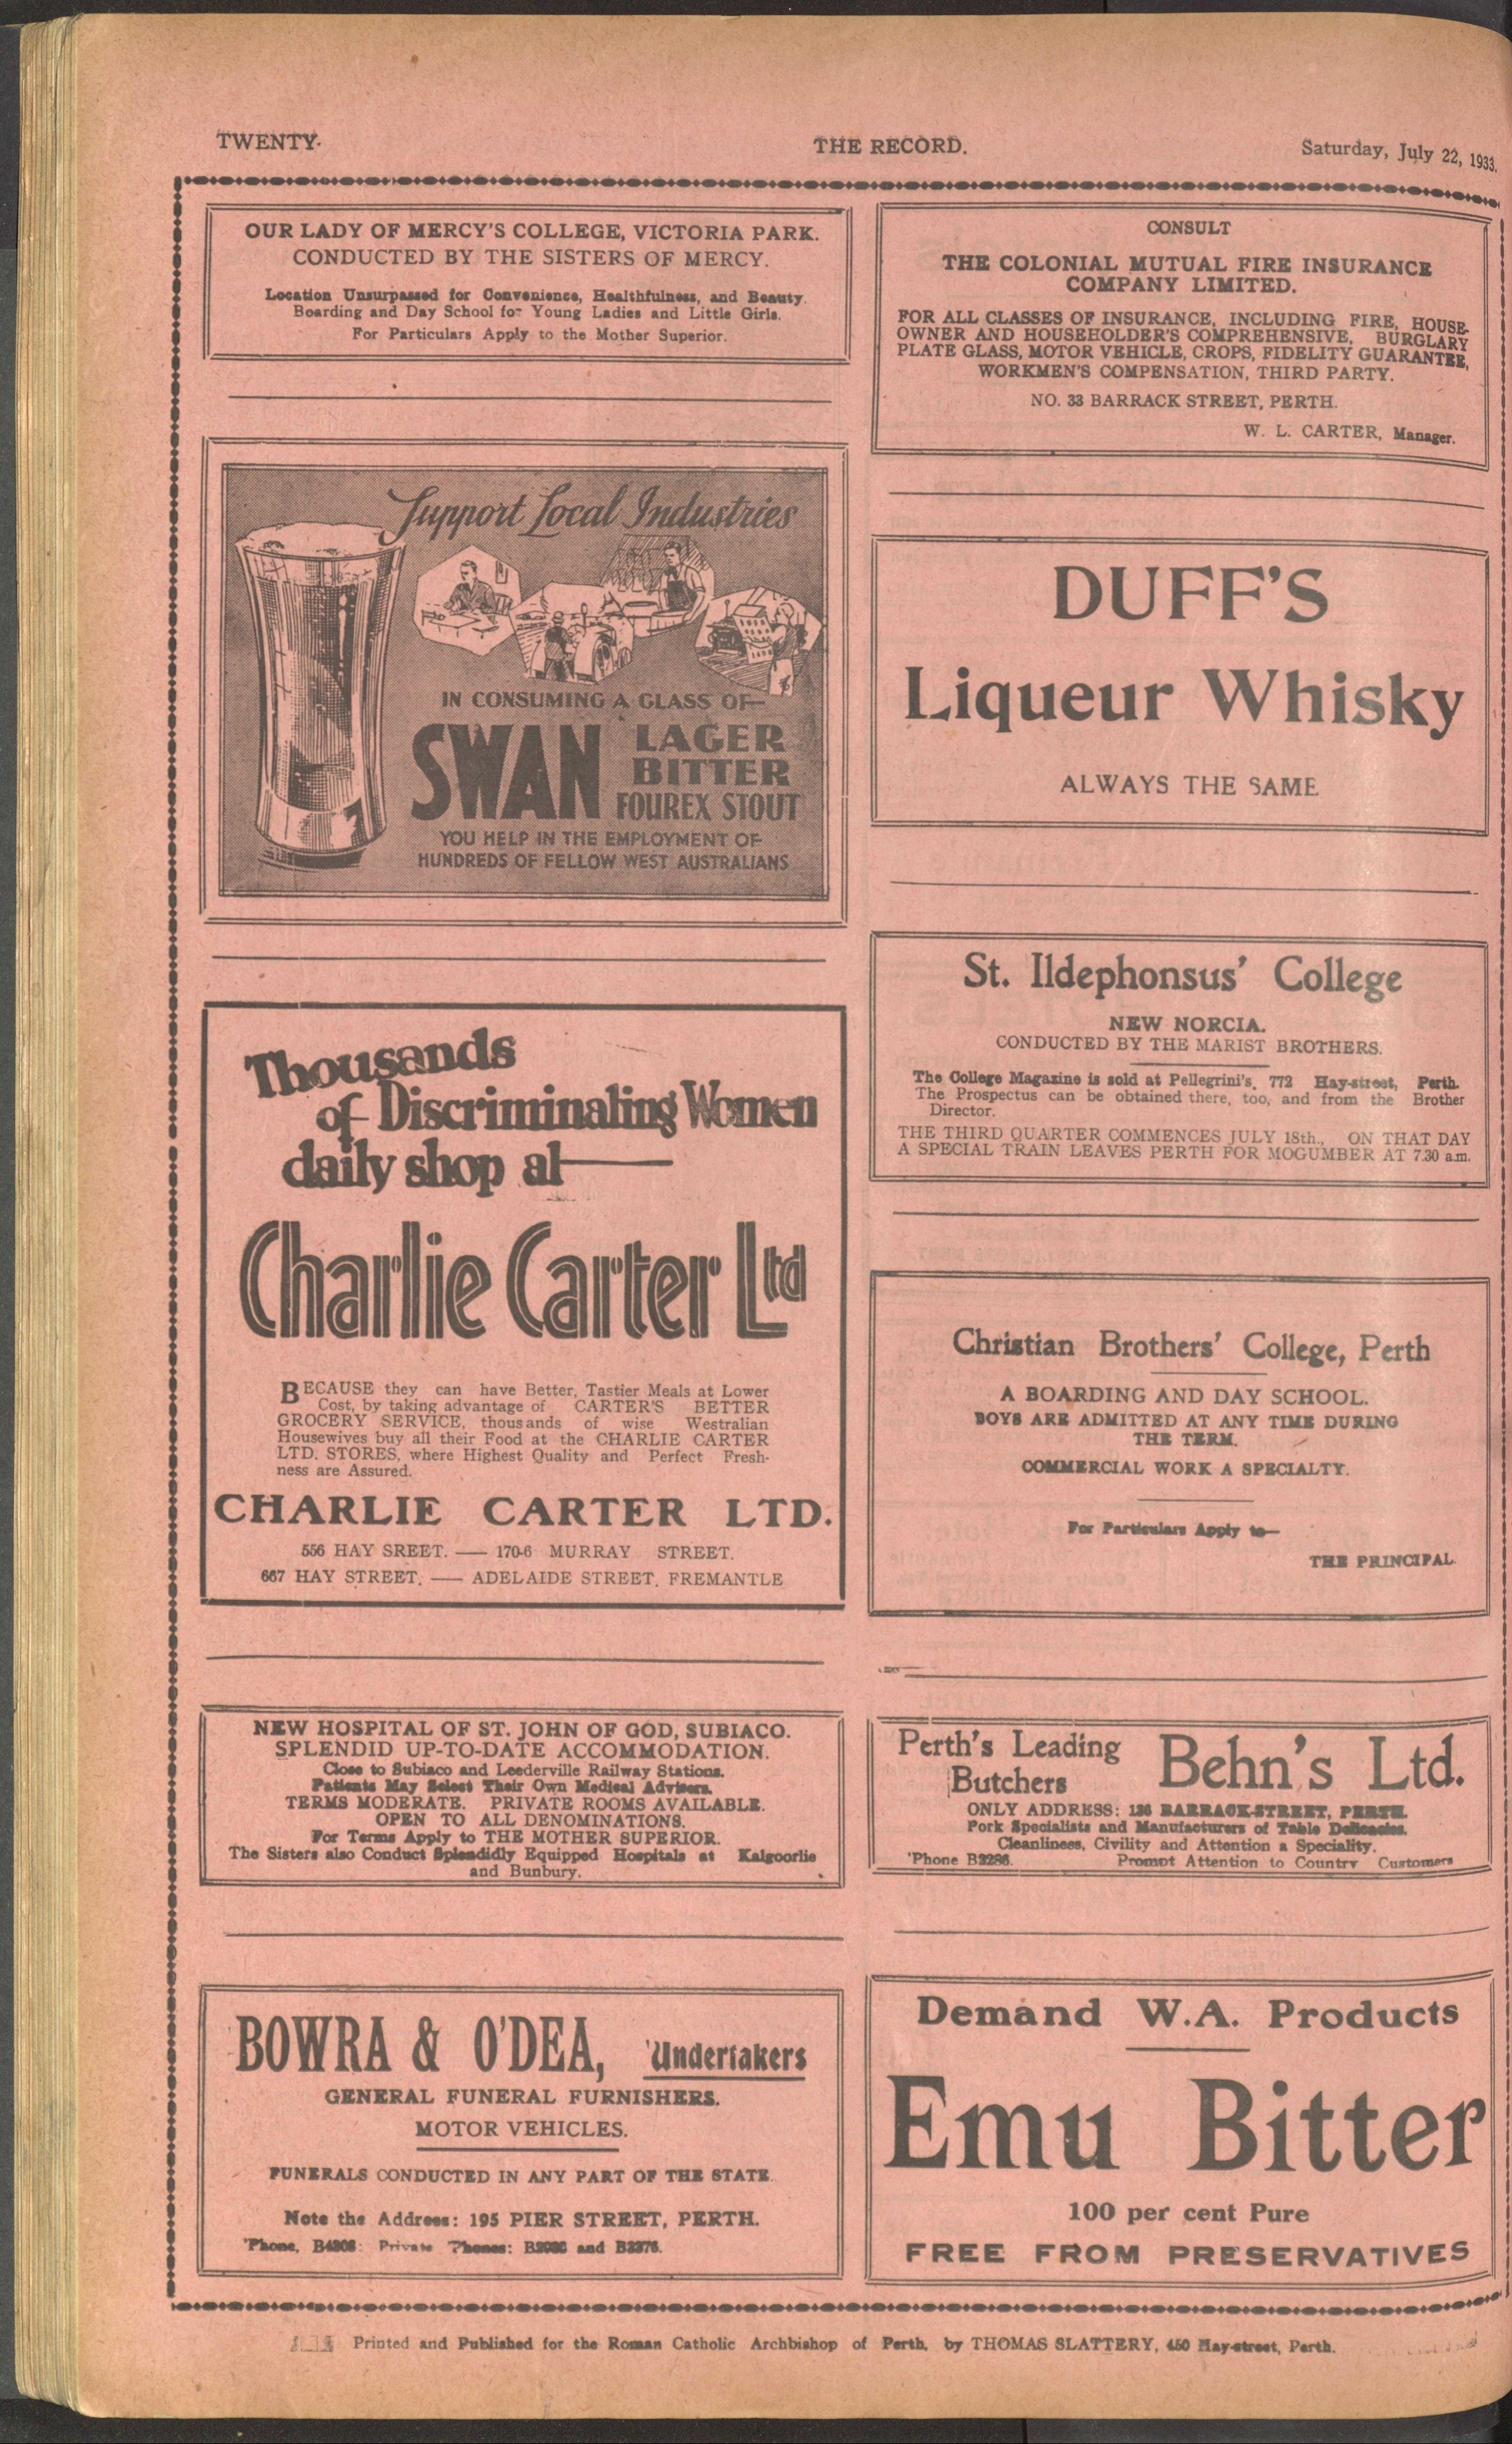 TWENTY.
THE RECORD.
Saturday, July 22, 1933.
OUR LADY OF MERCY'S COLLEGE, VICTORIA PARK.
CONDUCTED BY THE SISTERS OF MERCY.
Location Unsurpassed for Convenience, Healthfulness, and Beauty.
Boarding and Day School for Young Ladies and Little Girls.
For Particulars Apply to the Mother Superior.
Support Local Industries
IN CONSUMING A GLASS OF—
SWAN LAGER
BITTER
FOUREX STOUT
YOU HELP IN THE EMPLOYMENT OF
HUNDREDS OF FELLOW WEST AUSTRALIANS
Thousands
of Discriminating Women
daily shop at—
Charlie Carter Ltd
BECAUSE they can have Better, Tastier Meals at Lower
Cost, by taking advantage of CARTER'S BETTER
GROCERY SERVICE, thousands of wise Westralian
Housewives buy all their Food at the CHARLIE CARTER
LTD. STORES, where Highest Quality and Perfect Fresh-
ness are Assured.
CHARLIE CARTER LTD.
556 HAY SREET. — 170-6 MURRAY STREET.
667 HAY STREET. — ADELAIDE STREET, FREMANTLE
NEW HOSPITAL OF ST. JOHN OF GOD, SUBIACO.
SPLENDID UP-TO-DATE ACCOMMODATION.
Close to Subiaco and Leederville Railway Stations.
Patients May Select Their Own Medical Advisers.
TERMS MODERATE. PRIVATE ROOMS AVAILABLE.
OPEN TO ALL DENOMINATIONS.
For Terms Apply to THE MOTHER SUPERIOR.
The Sisters also Conduct Splendidly Equipped Hospitals at Kalgoorlie
and Bunbury.
BOWRA & O'DEA, Undertakers
GENERAL FUNERAL FURNISHERS.
MOTOR VEHICLES.
FUNERALS CONDUCTED IN ANY PART OF THE STATE.
Note the Address: 195 PIER STREET, PERTH.
'Phone, B4308: Private 'Phones: and B3376.
CONSULT
THE COLONIAL MUTUAL FIRE INSURANCE
COMPANY LIMITED.
FOR ALL CLASSES OF INSURANCE, INCLUDING FIRE, HOUSE-
OWNER AND HOUSEHOLDER'S COMPREHENSIVE, BURGLARY
PLATE GLASS, MOTOR VEHICLE, CROPS, FIDELITY GUARANTEE,
WORKMEN'S COMPENSATION, THIRD PARTY.
NO. 33 BARRACK STREET, PERTH.
W. L. CARTER, Manager.
DUFF'S
Liqueur Whisky
ALWAYS THE SAME
St. Ildephonsus' College
NEW NORCIA.
CONDUCTED BY THE MARIST BROTHERS.
The College Magazine is sold at Pellegrini's, 772 Hay-street, Perth.
The Prospectus can be obtained there, too, and from the Brother
Director.
THE THIRD QUARTER COMMENCES JULY 18th., ON THAT DAY
A SPECIAL TRAIN LEAVES PERTH FOR MOGUMBER AT 7.30 a.m.
Christian Brothers' College, Perth
A BOARDING AND DAY SCHOOL.
BOYS ARE ADMITTED AT ANY TIME DURING
THE TERM.
COMMERCIAL WORK A SPECIALTY.
For Particulars Apply to—
THE PRINCIPAL.
Perth's Leading
Butchers
Behn's Ltd.
ONLY ADDRESS: 136 BARRACK-STREET, PERTH.
Pork Specialists and Manufacturers of Table Delicacies.
Cleanliness, Civility and Attention a Speciality.
'Phone B3286. Prompt Attention to Country Customers
Demand W.A. Products
Emu Bitter
100 per cent Pure
FREE FROM PRESERVATIVES
Printed and Published for the Roman Catholic Archbishop of Perth, by THOMAS SLATTERY, 450 Hay-street, Perth.